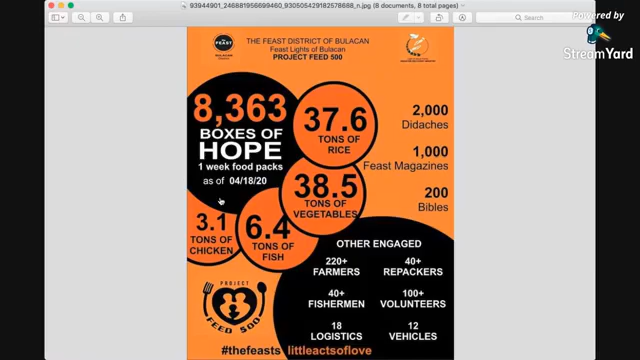 93944901_246881956699460_930505429182578688_n.jpg (8 documents, 8 total pages)
Search
Powered by
StreamYard
THE FEAST
BULACAN
THE FEAST DISTRICT OF BULACAN
Feast Lights of Bulacan
PROJECT FEED 500
8,363
BOXES OF
HOPE
1 week food packs
as of 04/18/20
37.6
TONS OF
RICE
2,000
Didaches
1,000
Feast Magazines
200
Bibles
38.5
TONS OF
VEGETABLES
3.1
TONS OF
CHICKEN
6.4
TONS OF
FISH
OTHER ENGAGED
220+
FARMERS
40+
REPACKERS
40+
FISHERMEN
100+
VOLUNTEERS
18
LOGISTICS
12
VEHICLES
PROJECT
FEED 500
#thefeasts littleactsoflove